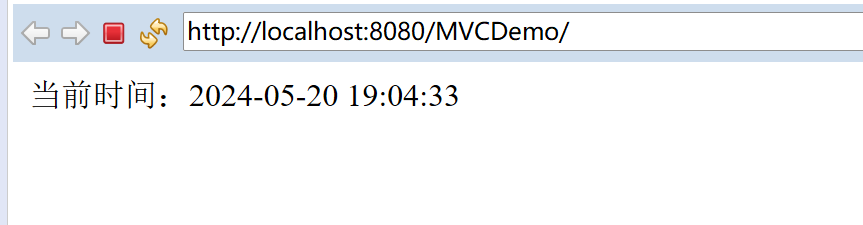 http://localhost:8080/MVCDemo/
当前时间：2024-05-20 19:04:33